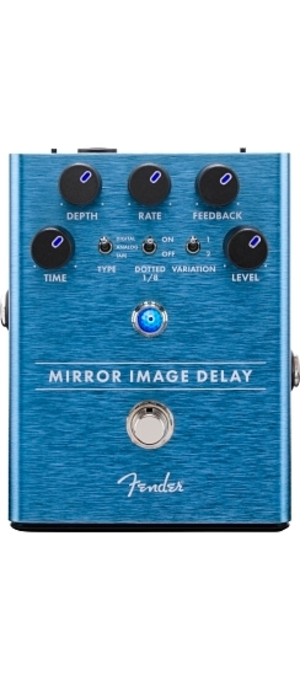 DEPTH RATE FEEDBACK
DIGITAL ON 1
ANALOG
TAPE OFF 2
TIME TYPE DOTTED VARIATION LEVEL
1/8
MIRROR IMAGE DELAY
Fender